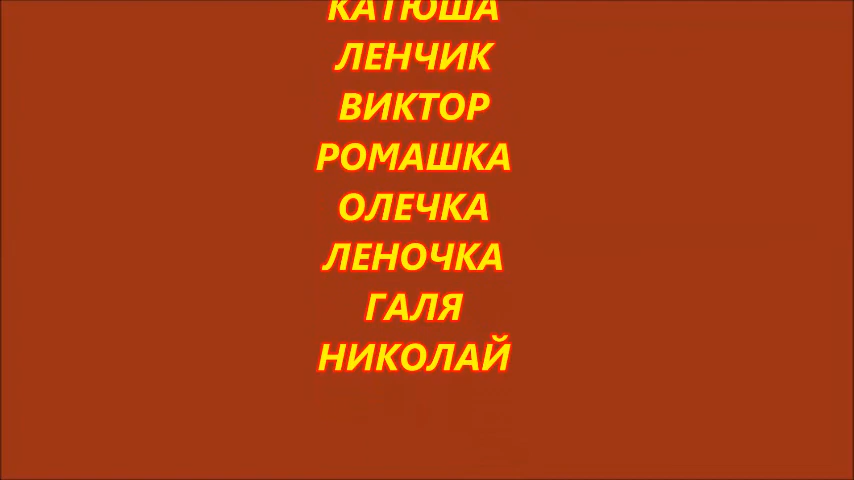 КАТЮША
ЛЕНЧИК
ВИКТОР
РОМАШКА
ОЛЕЧКА
ЛЕНОЧКА
ГАЛЯ
НИКОЛАЙ